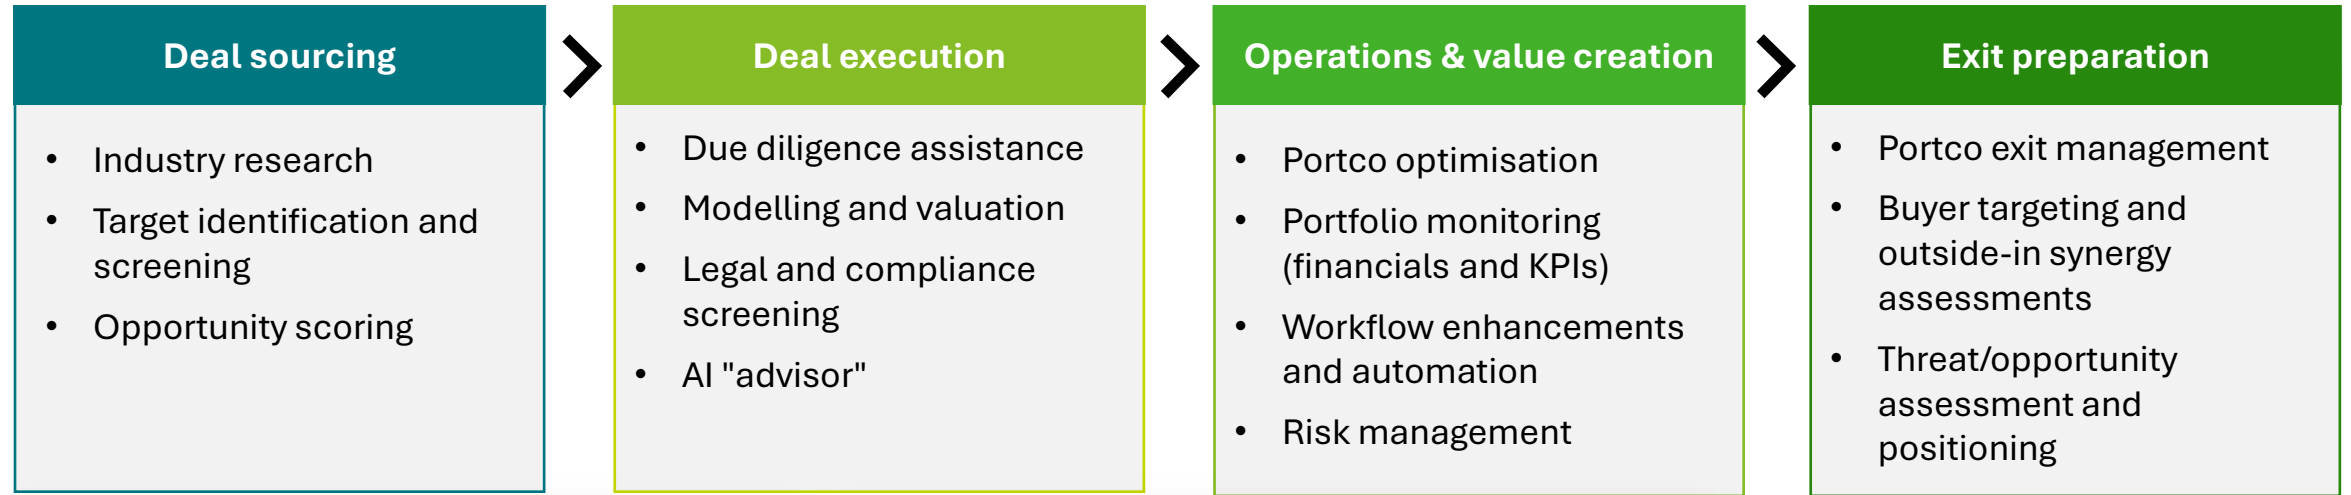 Deal sourcing
• Industry research
• Target identification and
screening
• Opportunity scoring
Deal execution
• Due diligence assistance
• Modelling and valuation
• Legal and compliance
screening
• AI "advisor"
Operations & value creation
• Portco optimisation
• Portfolio monitoring
(financials and KPIs)
• Workflow enhancements
and automation
• Risk management
Exit preparation
• Portco exit management
• Buyer targeting and
outside-in synergy
assessments
• Threat/opportunity
assessment and
positioning